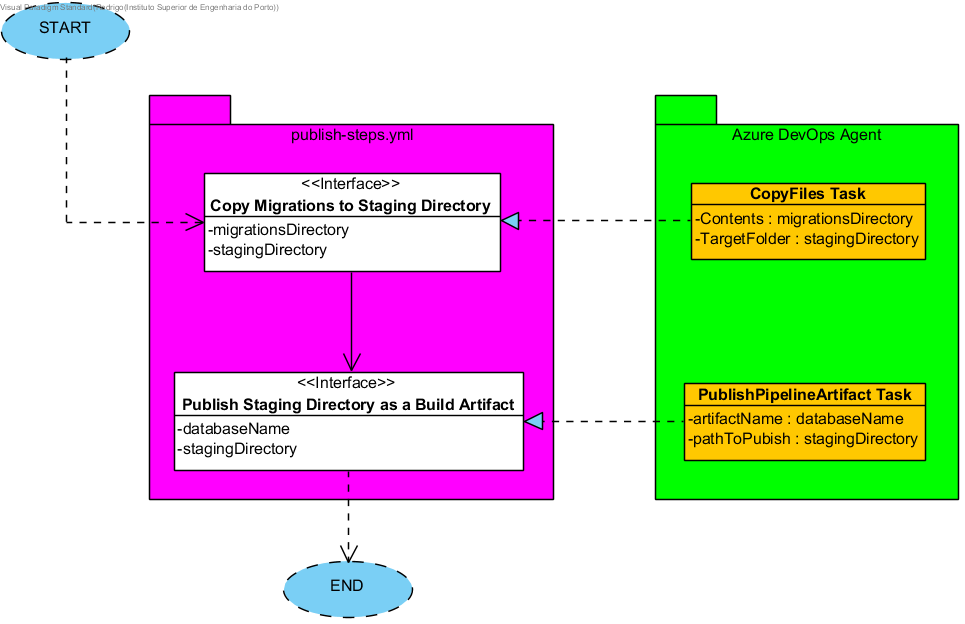 Visual Paradigm Standard(Rodrigo(Instituto Superior de Engenharia do Porto))
START
publish-steps.yml
<<Interface>>
Copy Migrations to Staging Directory
-migrationsDirectory
-stagingDirectory
<<Interface>>
Publish Staging Directory as a Build Artifact
-databaseName
-stagingDirectory
Azure DevOps Agent
CopyFiles Task
-Contents : migrationsDirectory
-TargetFolder : stagingDirectory
PublishPipelineArtifact Task
-artifactName : databaseName
-pathToPubish : stagingDirectory
END